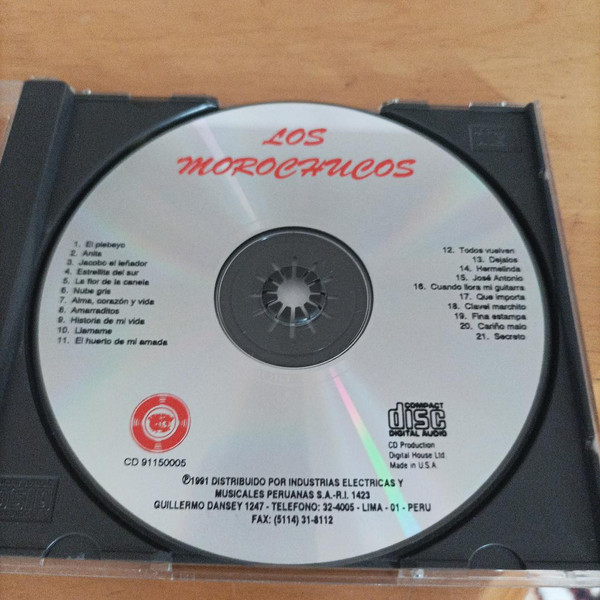 LOS
MOROCHUCOS
1. El plebeyo
2. Anita
3. Jacobo el leñador
4. Estrellita del sur
5. La flor de la canela
6. Nube gris
7. Alma, corazón y vida
8. Amarraditos
9. Historia de mi vida
10. Llamame
11. El huerto de mi amada
12. Todos vuelven
13. Dejalos
14. Hermelinda
15. José Antonio
16. Cuando llora mi guitarra
17. Que importa
18. Clavel marchito
19. Fina estampa
20. Cariño malo
21. Secreto
CD 91150005
COMPACT
disc
DIGITAL AUDIO
CD Production
Digital House Ltd.
Made in U.S.A.
℗1991 DISTRIBUIDO POR INDUSTRIAS ELECTRICAS Y
MUSICALES PERUANAS S.A.-R.I. 1423
GUILLERMO DANSEY 1247 - TELEFONO: 32-4005 - LIMA - 01 - PERU
FAX: (5114) 31-8112